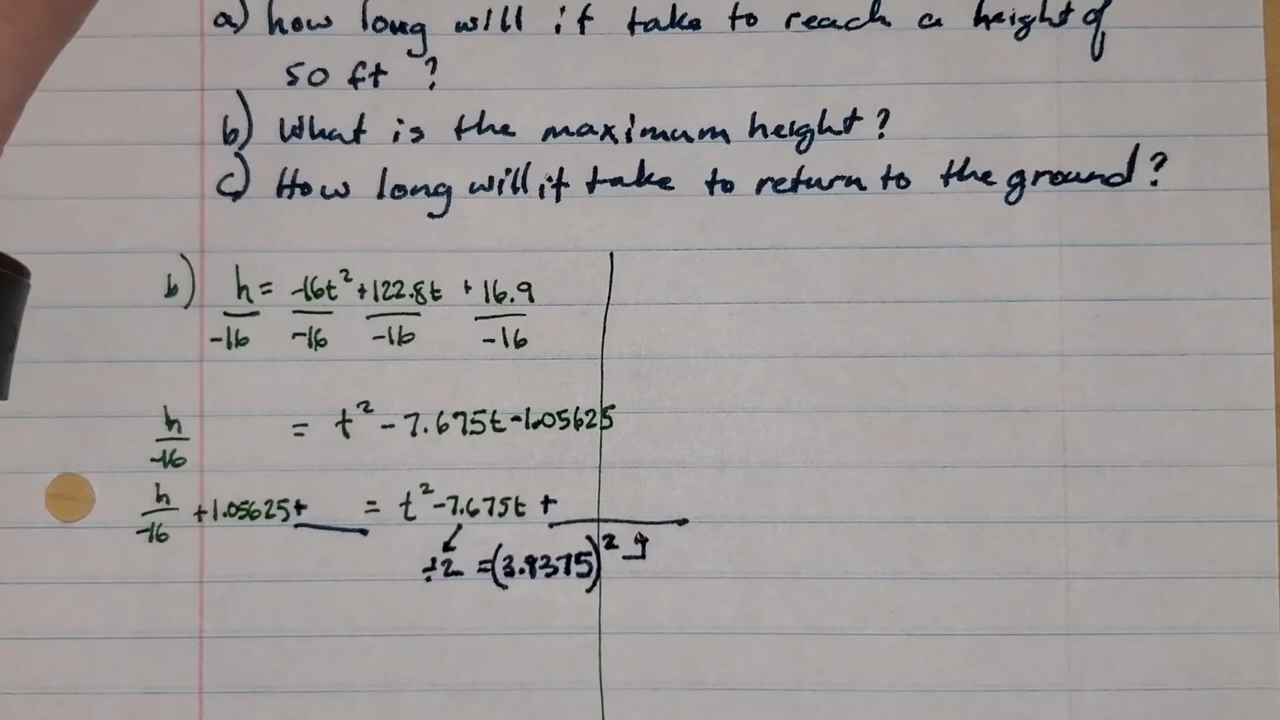 a) how long will it take to reach a height of
50 ft ?
b) What is the maximum height?
c) How long will it take to return to the ground?
b) h = -16t² + 122.8t + 16.9
-16 -16 -16 -16
h = t² - 7.675t - 1.05625
-16
h + 1.05625 + = t² - 7.675t +
-16
÷2 = (3.8375)²